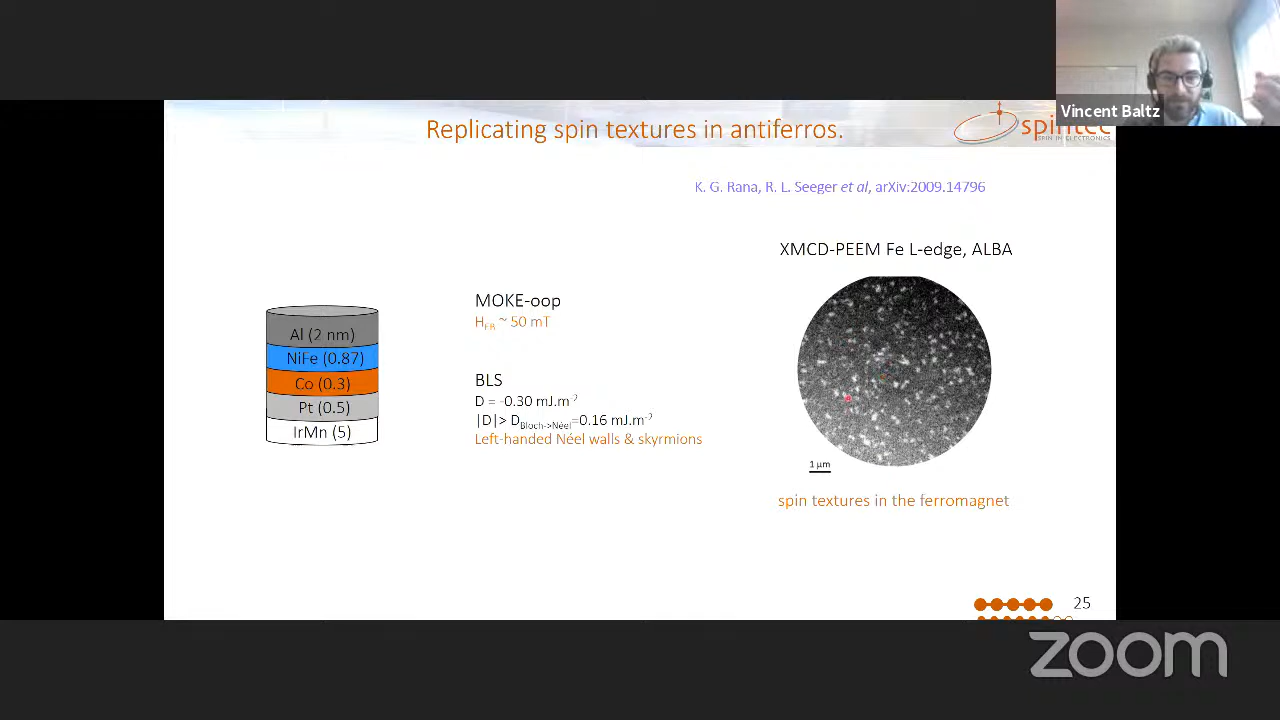 Vincent Baltz
Replicating spin textures in antiferros.
spintec
SPIN IN ELECTRONICS
K. G. Rana, R. L. Seeger et al, arXiv:2009.14796
XMCD-PEEM Fe L-edge, ALBA
MOKE-oop
H_EB ~ 50 mT
Al (2 nm)
NiFe (0.87)
Co (0.3)
Pt (0.5)
IrMn (5)
BLS
D = -0.30 mJ.m⁻²
|D|> D_Bloch->Néel=0.16 mJ.m⁻²
Left-handed Néel walls & skyrmions
1 µm
spin textures in the ferromagnet
25
zoom